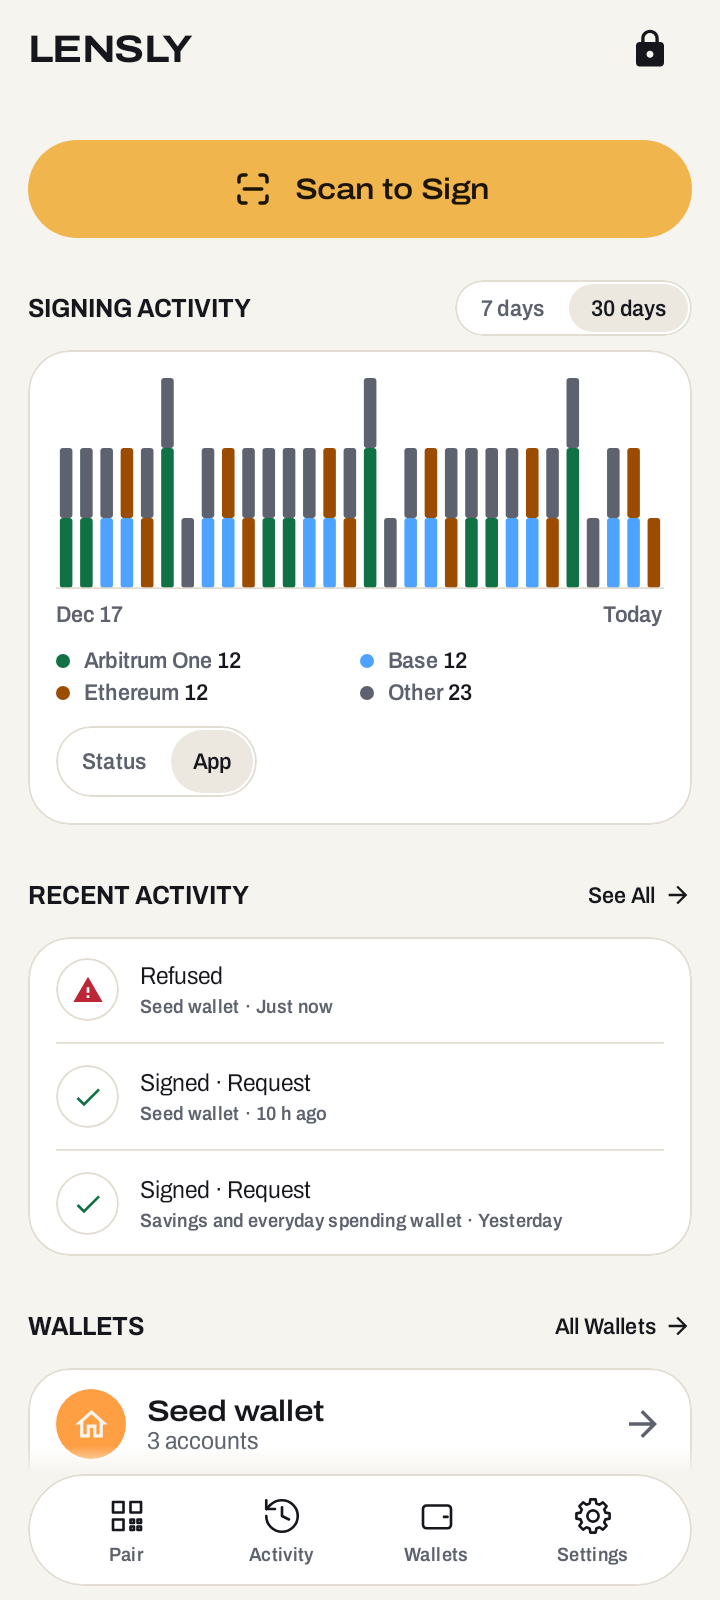 LENSLY
Scan to Sign
SIGNING ACTIVITY
7 days
30 days
Dec 17
Today
Arbitrum One 12
Base 12
Ethereum 12
Other 23
Status
App
RECENT ACTIVITY
See All
Refused
Seed wallet · Just now
Signed · Request
Seed wallet · 10 h ago
Signed · Request
Savings and everyday spending wallet · Yesterday
WALLETS
All Wallets
Seed wallet
3 accounts
Pair
Activity
Wallets
Settings